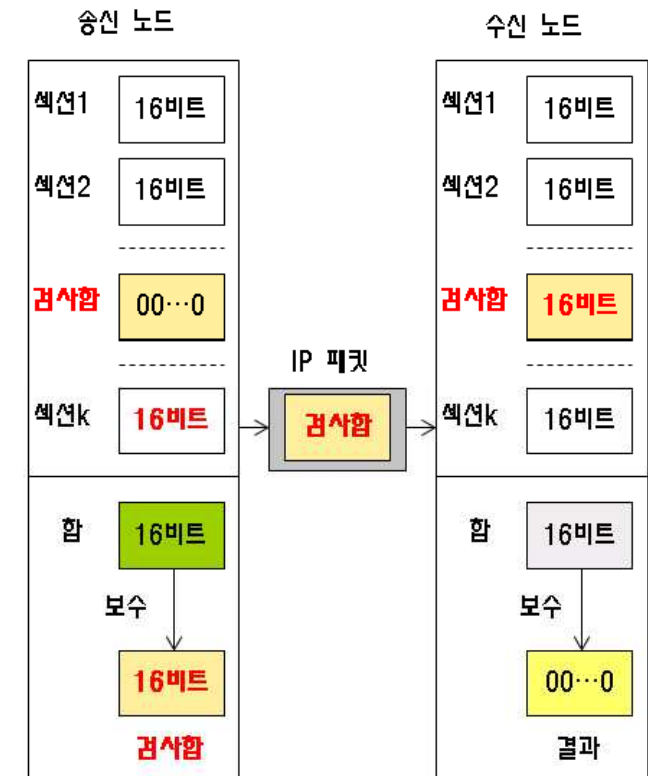 송신 노드
섹션1 16비트
섹션2 16비트
검사합 00…0
섹션k 16비트
합 16비트
보수
16비트
검사합
IP 패킷
검사합
수신 노드
섹션1 16비트
섹션2 16비트
검사합 16비트
섹션k 16비트
합 16비트
보수
00…0
결과